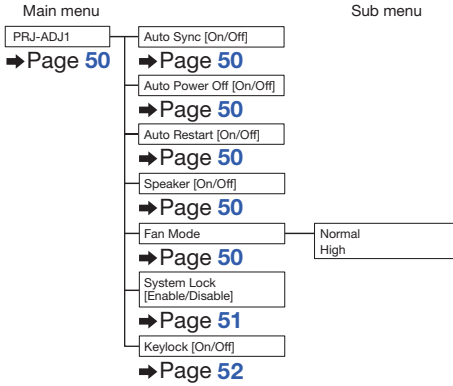 Main menu
Sub menu
PRJ-ADJ1
➡Page 50
Auto Sync [On/Off]
➡Page 50
Auto Power Off [On/Off]
➡Page 50
Auto Restart [On/Off]
➡Page 50
Speaker [On/Off]
➡Page 50
Fan Mode
➡Page 50
Normal
High
System Lock
[Enable/Disable]
➡Page 51
Keylock [On/Off]
➡Page 52